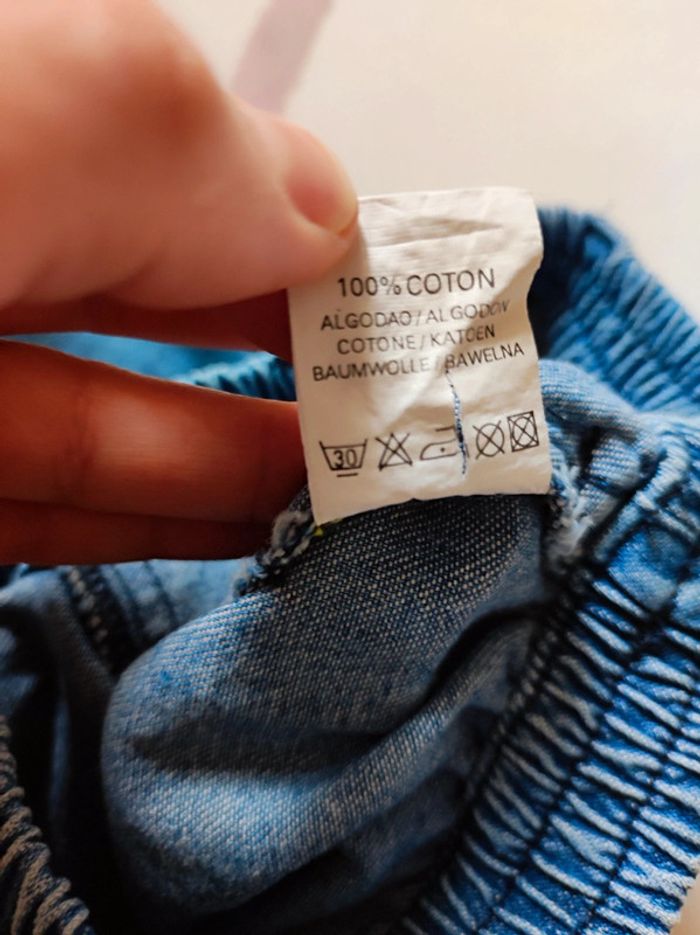 100% COTON
ALGODAO / ALGODON
COTONE / KATOEN
BAUMWOLLE / BAWELNA
30